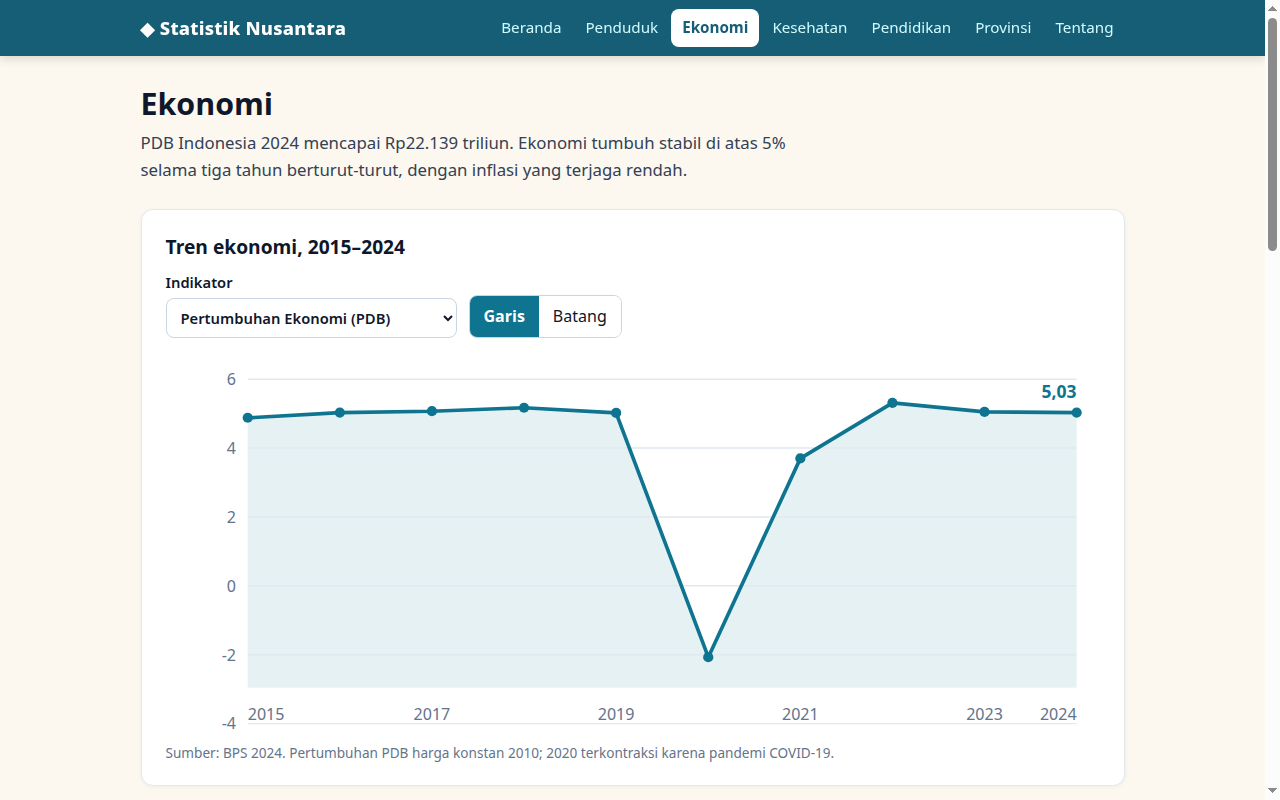 ◆ Statistik Nusantara
Beranda Penduduk Ekonomi Kesehatan Pendidikan Provinsi Tentang
Ekonomi
PDB Indonesia 2024 mencapai Rp22.139 triliun. Ekonomi tumbuh stabil di atas 5%
selama tiga tahun berturut-turut, dengan inflasi yang terjaga rendah.
Tren ekonomi, 2015–2024
Indikator
Pertumbuhan Ekonomi (PDB) Garis Batang
6
5,03
4
2
0
-2
-4
2015 2017 2019 2021 2023 2024
Sumber: BPS 2024. Pertumbuhan PDB harga konstan 2010; 2020 terkontraksi karena pandemi COVID-19.